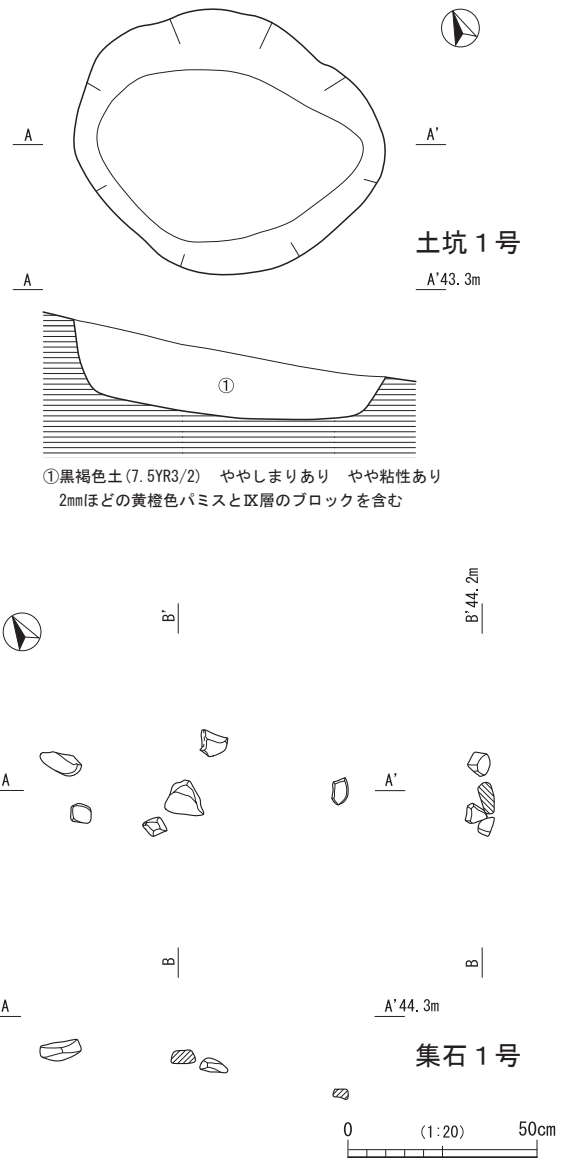 A A'
土坑１号
A A'43.3m
①
①黒褐色土(7.5YR3/2)　ややしまりあり　やや粘性あり
2mmほどの黄橙色パミスとⅨ層のブロックを含む
B' B'44.2m
A A'
B B
A A'44.3m
集石１号
0 (1:20) 50cm